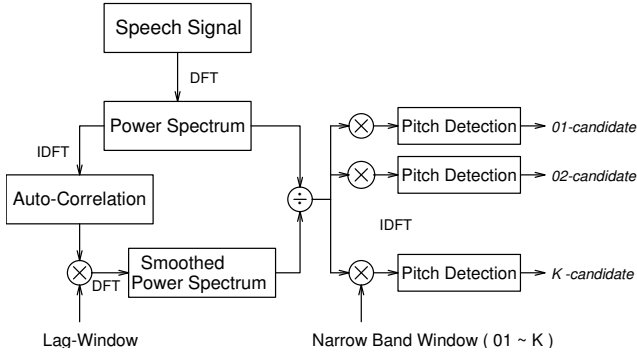 Speech Signal
DFT
Power Spectrum
Pitch Detection
01-candidate
IDFT
Pitch Detection
02-candidate
Auto-Correlation
÷
IDFT
Smoothed
Power Spectrum
DFT
Pitch Detection
K -candidate
Lag-Window
Narrow Band Window ( 01 ~ K )